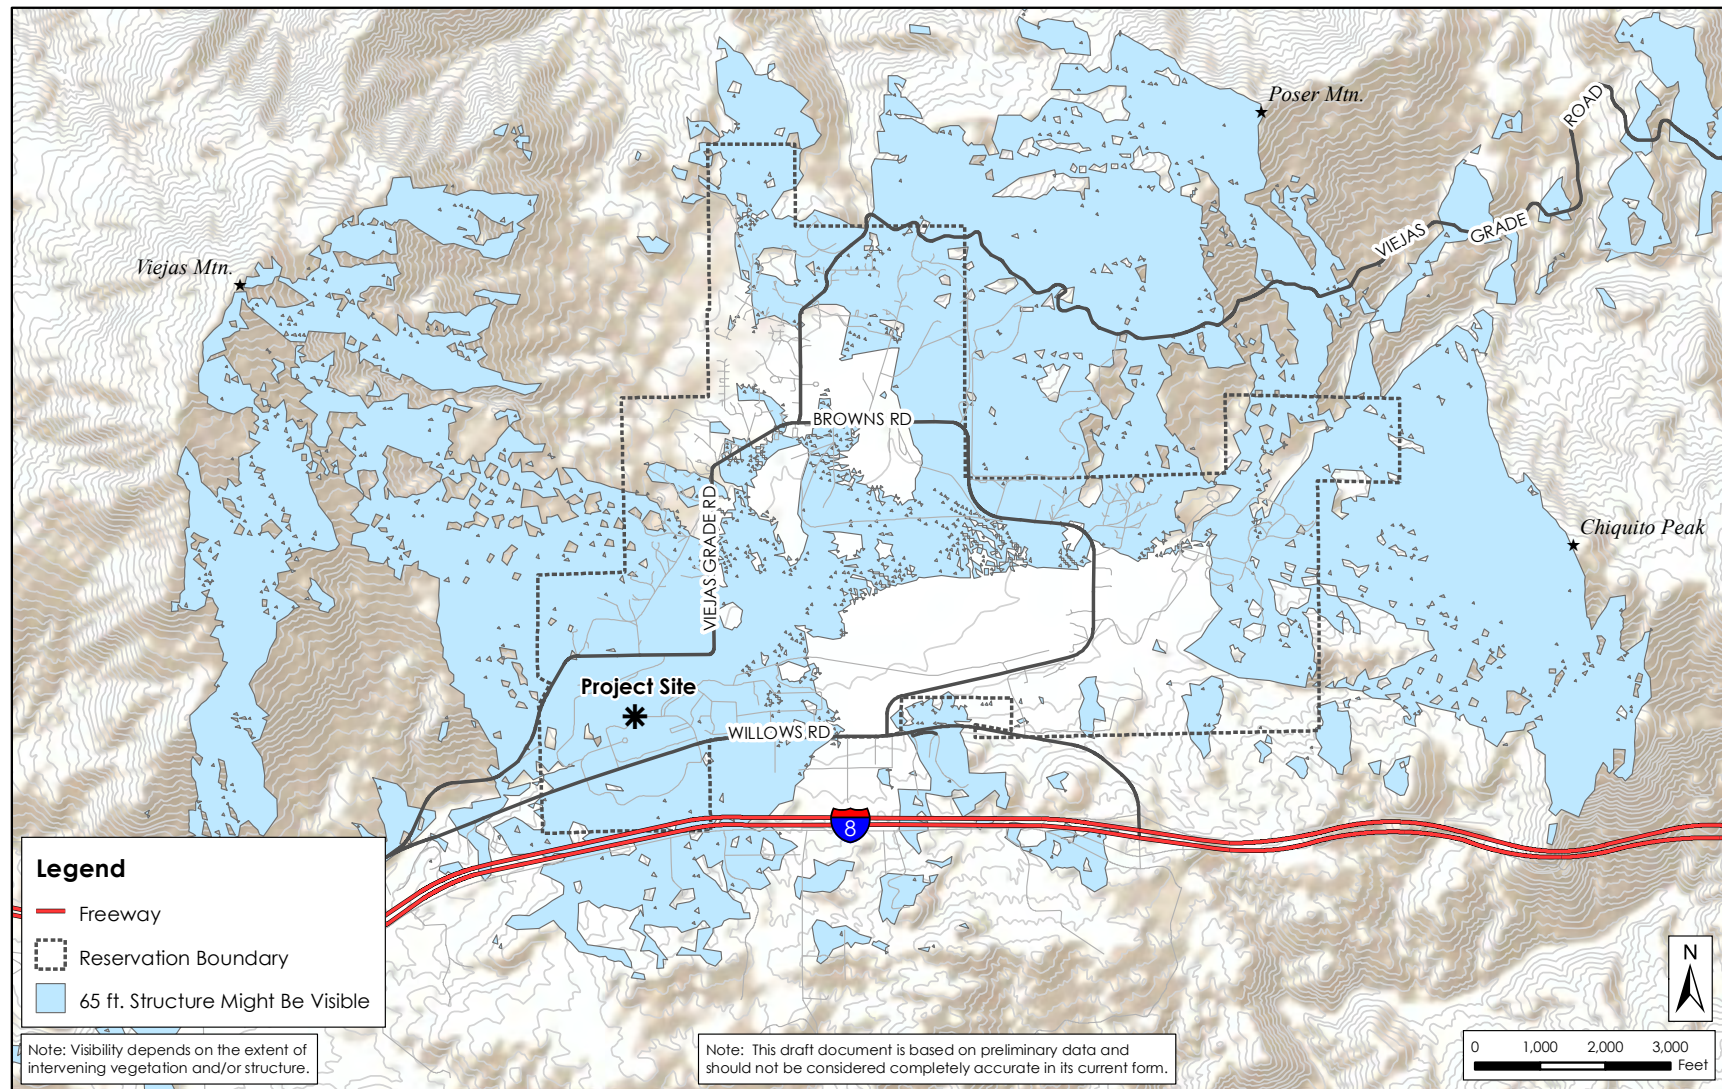 Poser Mtn.
ROAD
VIEJAS
GRADE
Viejas Mtn.
BROWNS RD
VIEJAS GRADE RD
Chiquito Peak
Project Site
WILLOWS RD
8
Legend
Freeway
Reservation Boundary
65 ft. Structure Might Be Visible
N
Note: Visibility depends on the extent of
intervening vegetation and/or structure.
Note: This draft document is based on preliminary data and
should not be considered completely accurate in its current form.
0 1,000 2,000 3,000
Feet